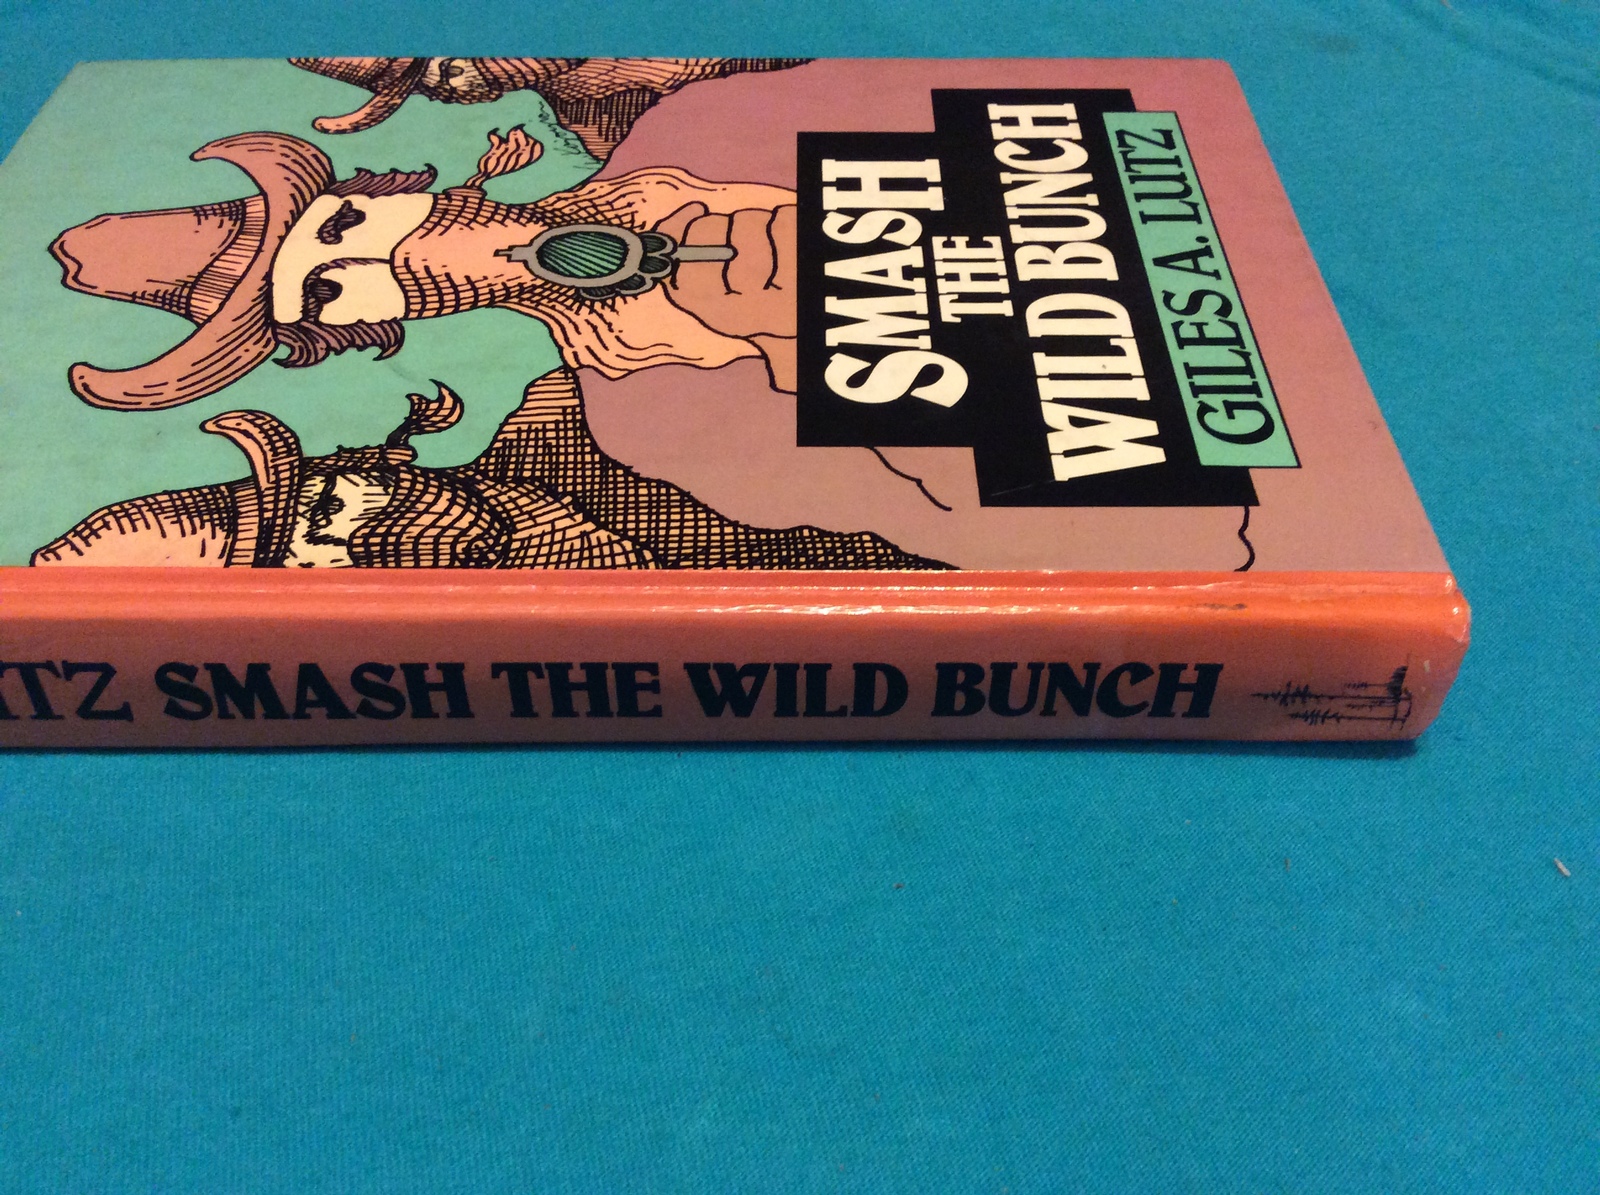 SMASH
THE
WILD BUNCH
GILES A. LUTZ
TZ SMASH THE WILD BUNCH